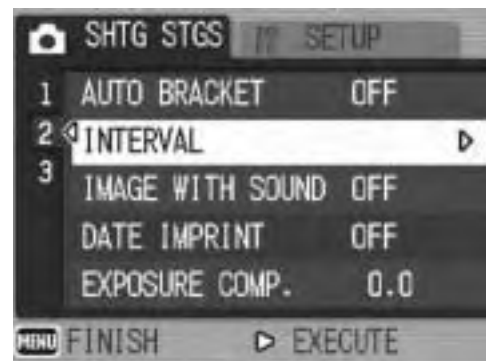 SHTG STGS SETUP
1 AUTO BRACKET OFF
2 INTERVAL
3 IMAGE WITH SOUND OFF
DATE IMPRINT OFF
EXPOSURE COMP. 0.0
MENU FINISH EXECUTE